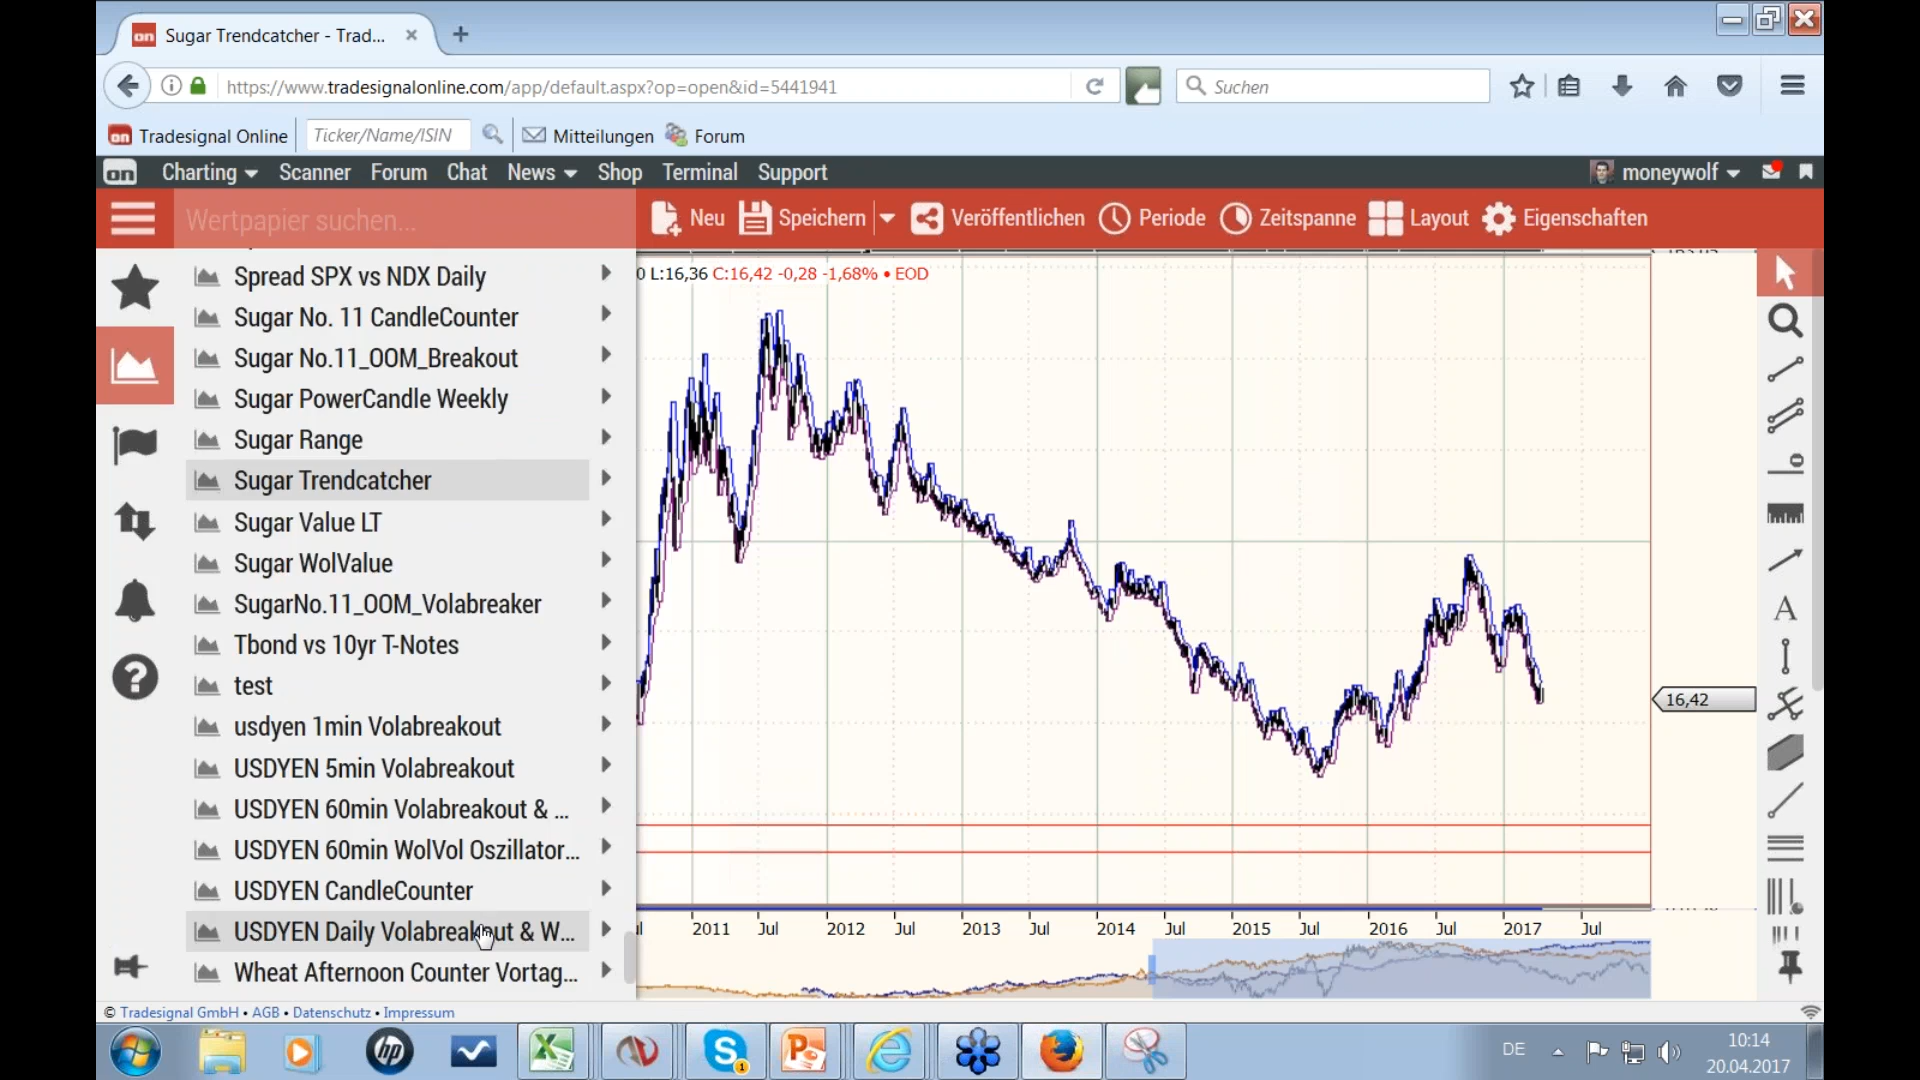 on Sugar Trendcatcher - Trad...
https://www.tradesignalonline.com/app/default.aspx?op=open&id=5441941
Suchen
on Tradesignal Online
Ticker/Name/ISIN
Mitteilungen
Forum
on Charting Scanner Forum Chat News Shop Terminal Support
moneywolf
Wertpapier suchen...
Neu Speichern Veröffentlichen Periode Zeitspanne Layout Eigenschaften
Spread SPX vs NDX Daily
Sugar No. 11 CandleCounter
Sugar No.11_OOM_Breakout
Sugar PowerCandle Weekly
Sugar Range
Sugar Trendcatcher
Sugar Value LT
Sugar WolValue
SugarNo.11_OOM_Volabreaker
Tbond vs 10yr T-Notes
test
usdyen 1min Volabreakout
USDYEN 5min Volabreakout
USDYEN 60min Volabreakout & ...
USDYEN 60min WolVol Oszillator...
USDYEN CandleCounter
USDYEN Daily Volabreakout & W...
Wheat Afternoon Counter Vortag...
0 L:16,36 C:16,42 -0,28 -1,68% • EOD
16,42
A
2011 Jul 2012 Jul 2013 Jul 2014 Jul 2015 Jul 2016 Jul 2017 Jul
© Tradesignal GmbH • AGB • Datenschutz • Impressum
hp
1
DE
10:14
20.04.2017